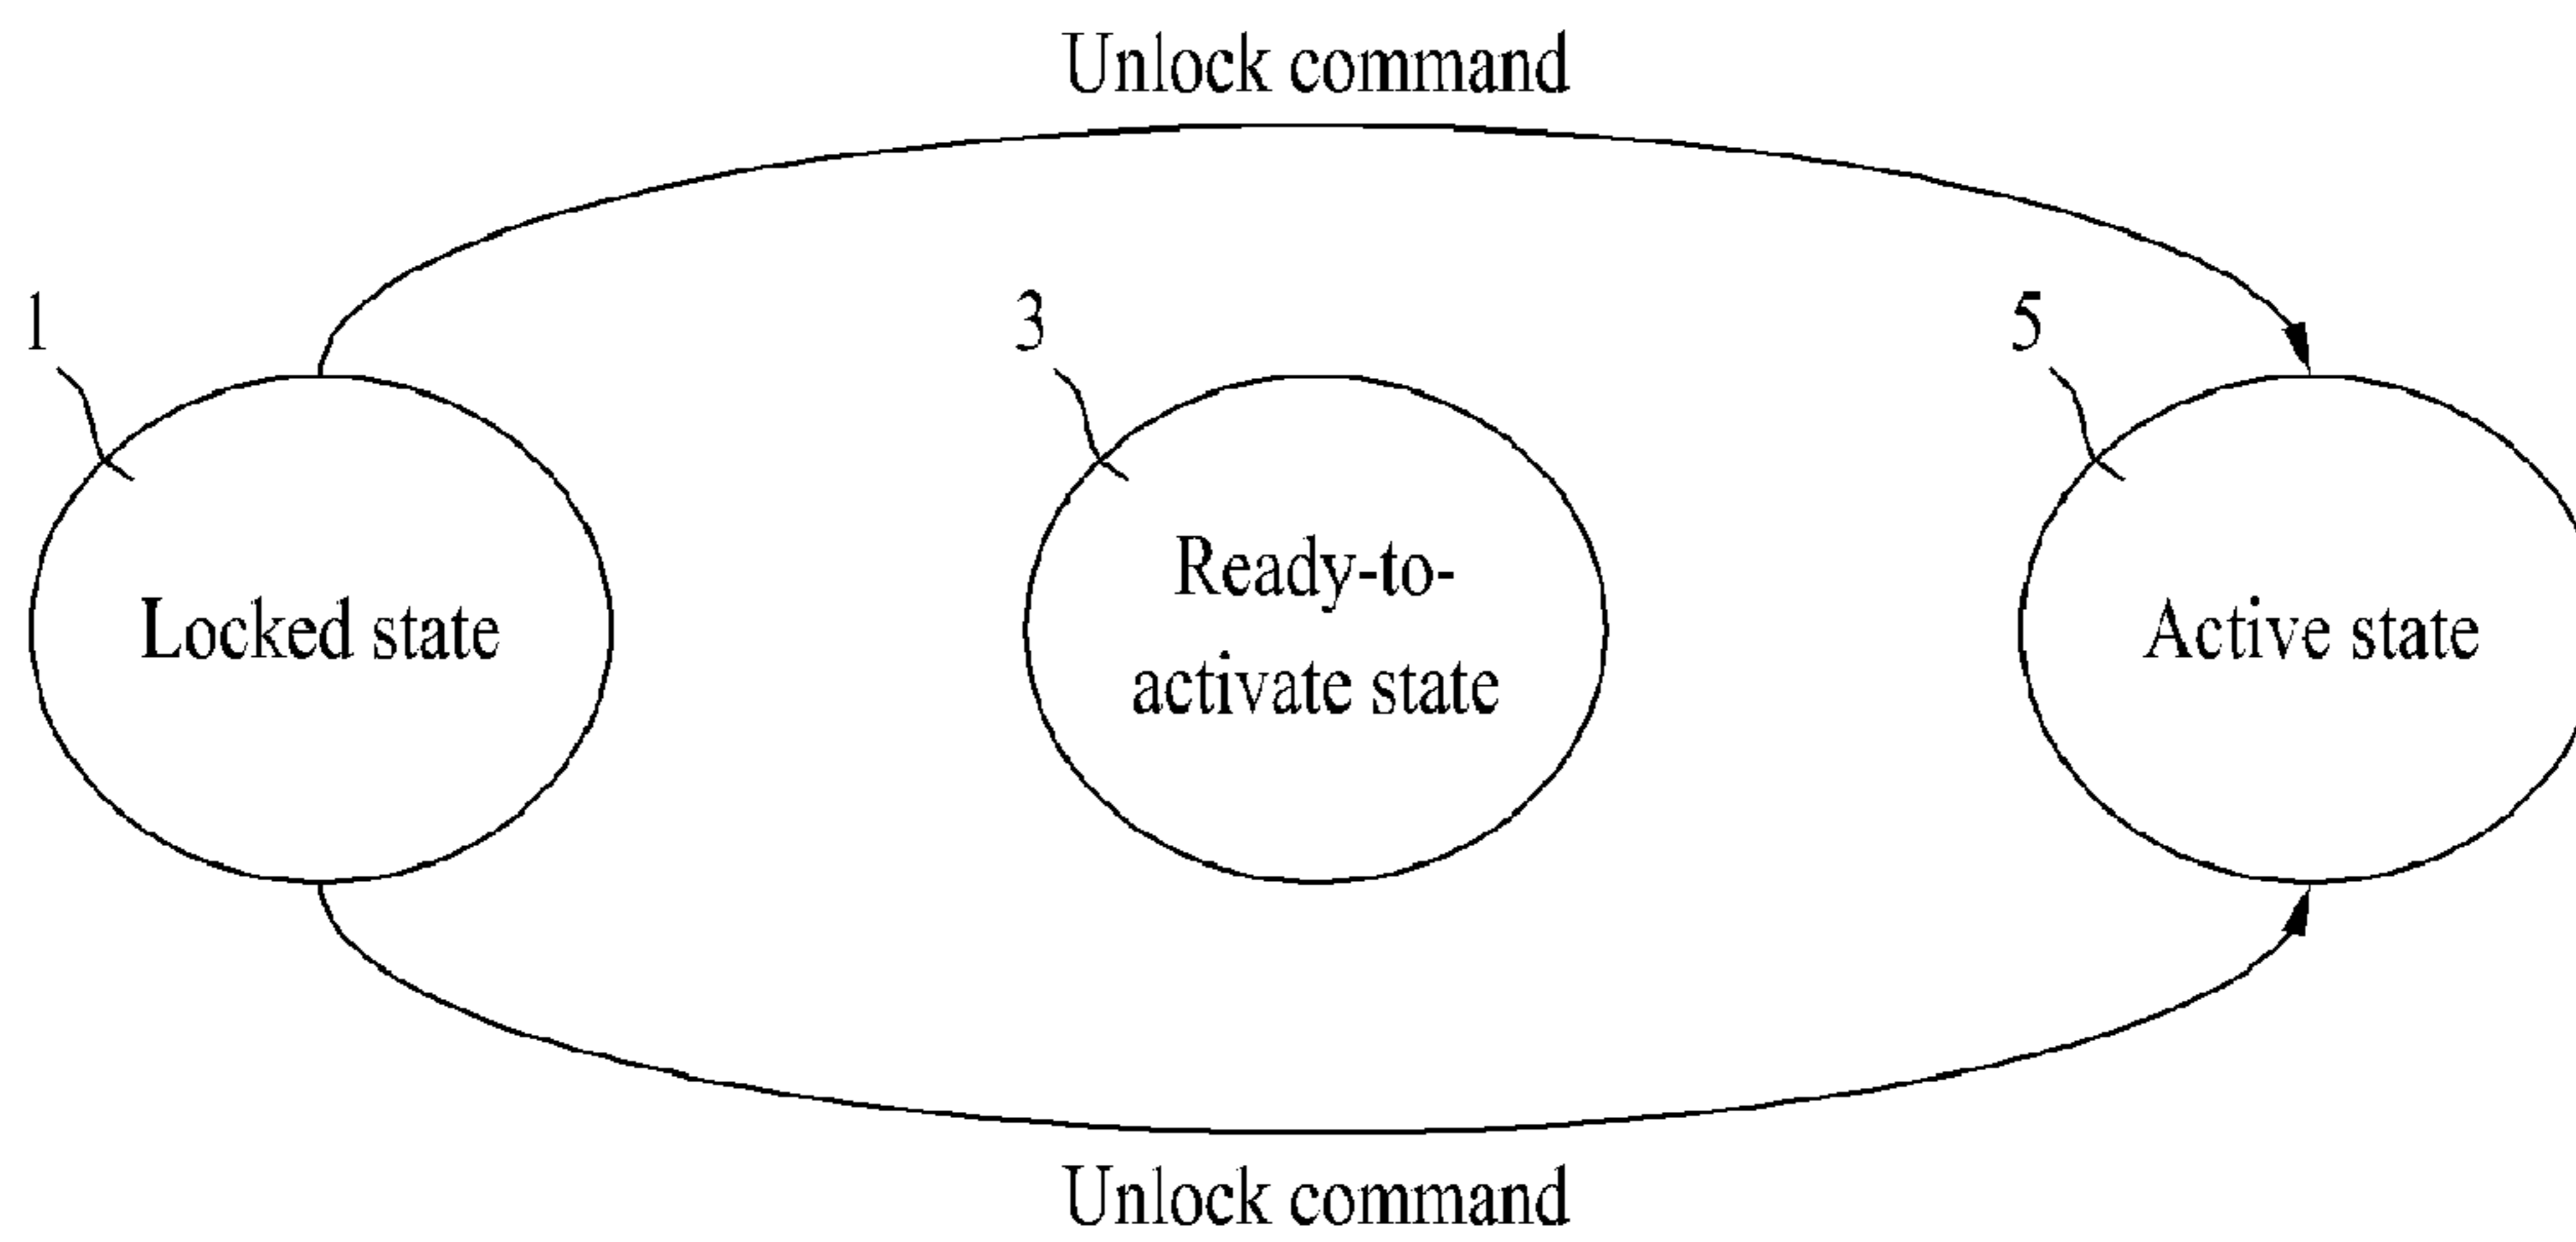 Unlock command
1
3
5
Locked state
Ready-to-
activate state
Active state
Unlock command